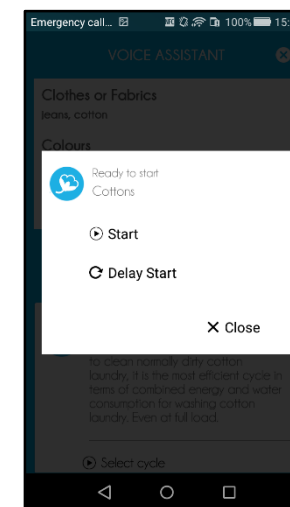 Emergency call... 100% 15:
VOICE ASSISTANT
Clothes or Fabrics
jeans, cotton
Colours
Ready to start
Cottons
Start
Delay Start
Close
to clean normally dirty cotton
laundry, it is the most efficient cycle in
terms of combined energy and water
consumption for washing cotton
laundry. Even at full load.
Select cycle